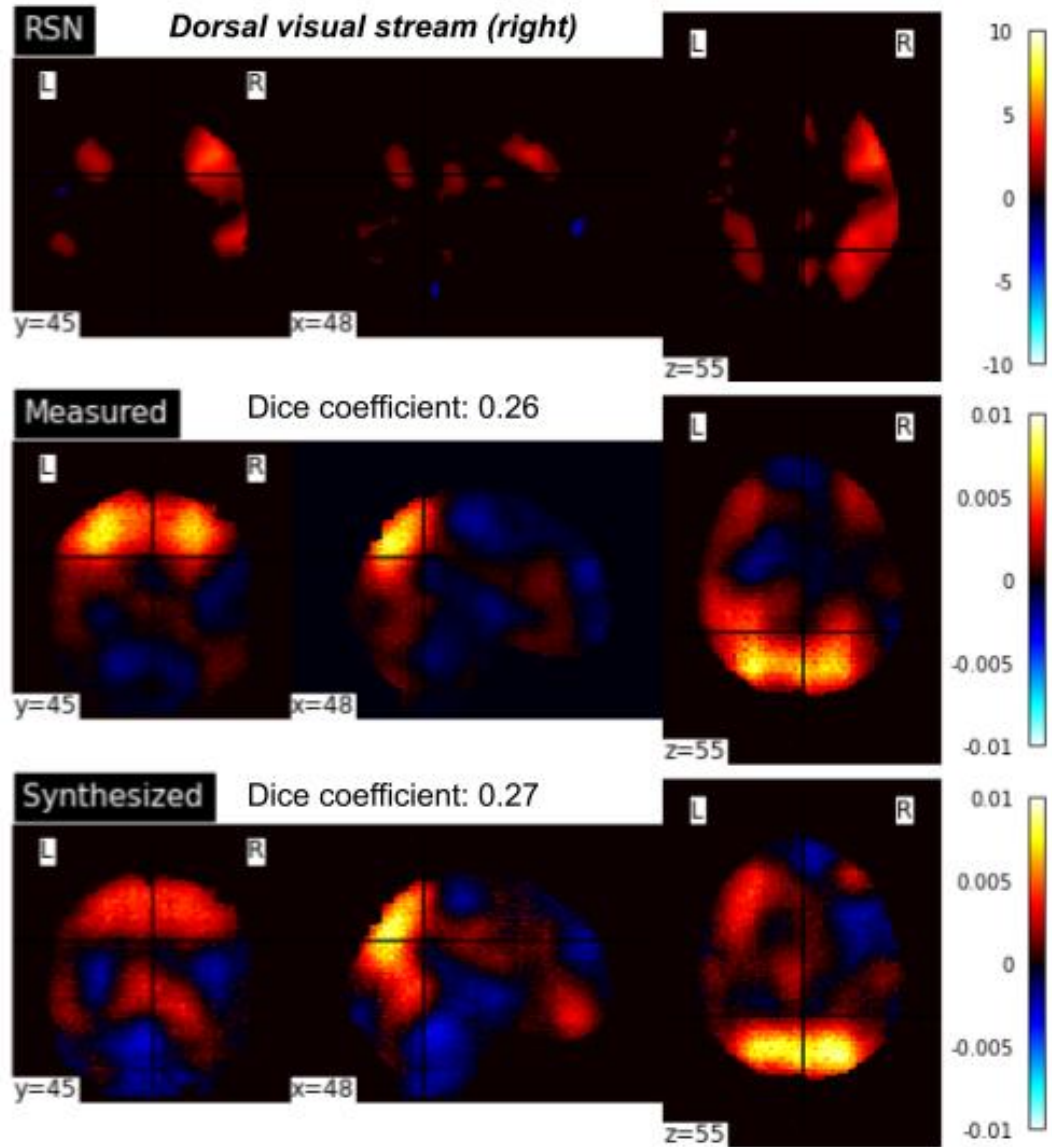 RSN Dorsal visual stream (right)
L R L R
10
5
0
-5
-10
y=45 x=48 z=55
Measured Dice coefficient: 0.26
L R L R
0.01
0.005
0
-0.005
-0.01
y=45 x=48 z=55
Synthesized Dice coefficient: 0.27
L R L R
0.01
0.005
0
-0.005
-0.01
y=45 x=48 z=55